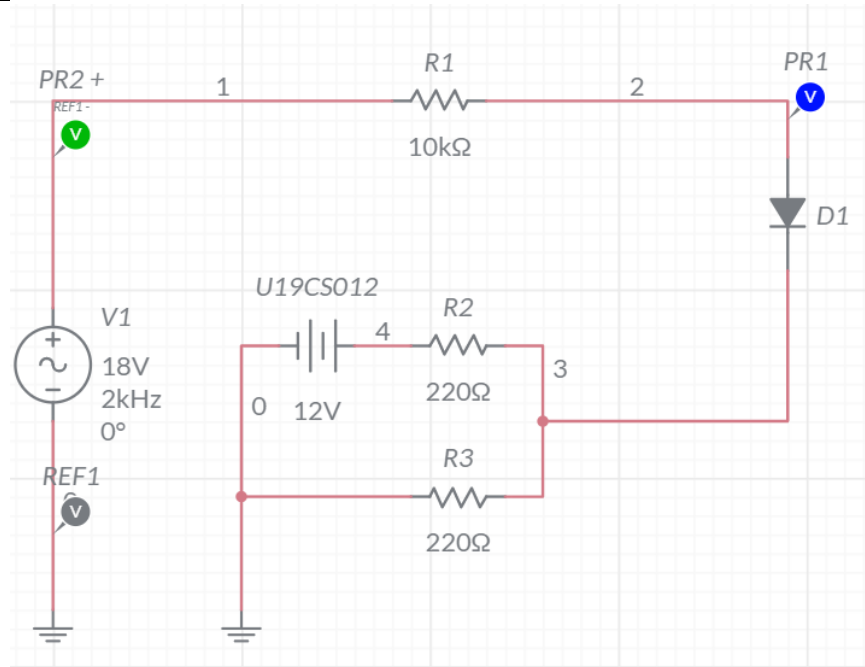 PR2 +
REF1 -
V
1
R1
10kΩ
2
PR1
V
D1
U19CS012
4
0
12V
R2
220Ω
3
V1
18V
2kHz
0°
R3
220Ω
REF1
V